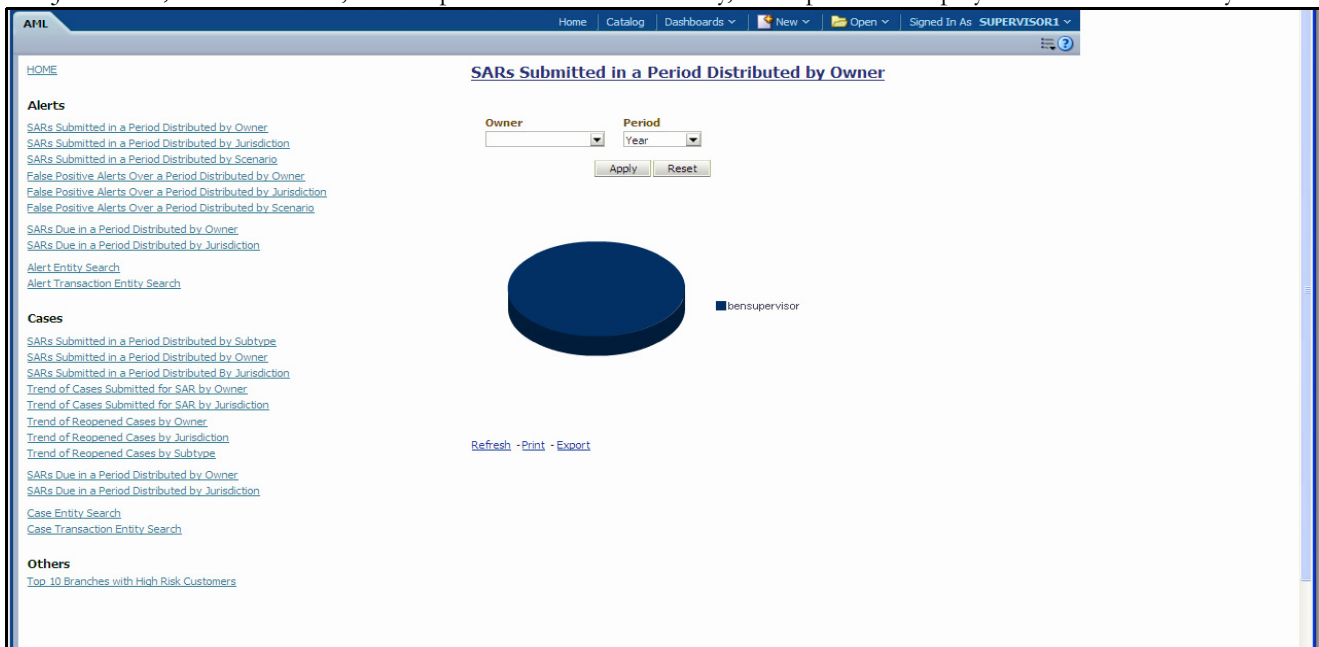 AML
Home Catalog Dashboards New Open Signed In As SUPERVISOR1
HOME
Alerts
SARs Submitted in a Period Distributed by Owner
SARs Submitted in a Period Distributed by Jurisdiction
SARs Submitted in a Period Distributed by Scenario
False Positive Alerts Over a Period Distributed by Owner
False Positive Alerts Over a Period Distributed by Jurisdiction
False Positive Alerts Over a Period Distributed by Scenario
SARs Due in a Period Distributed by Owner
SARs Due in a Period Distributed by Jurisdiction
Alert Entity Search
Alert Transaction Entity Search
Cases
SARs Submitted in a Period Distributed by Subtype
SARs Submitted in a Period Distributed by Owner
SARs Submitted in a Period Distributed By Jurisdiction
Trend of Cases Submitted for SAR by Owner
Trend of Cases Submitted for SAR by Jurisdiction
Trend of Reopened Cases by Owner
Trend of Reopened Cases by Jurisdiction
Trend of Reopened Cases by Subtype
SARs Due in a Period Distributed by Owner
SARs Due in a Period Distributed by Jurisdiction
Case Entity Search
Case Transaction Entity Search
Others
Top 10 Branches with High Risk Customers
SARs Submitted in a Period Distributed by Owner
Owner Period
Year
Apply Reset
bensupervisor
Refresh - Print - Export